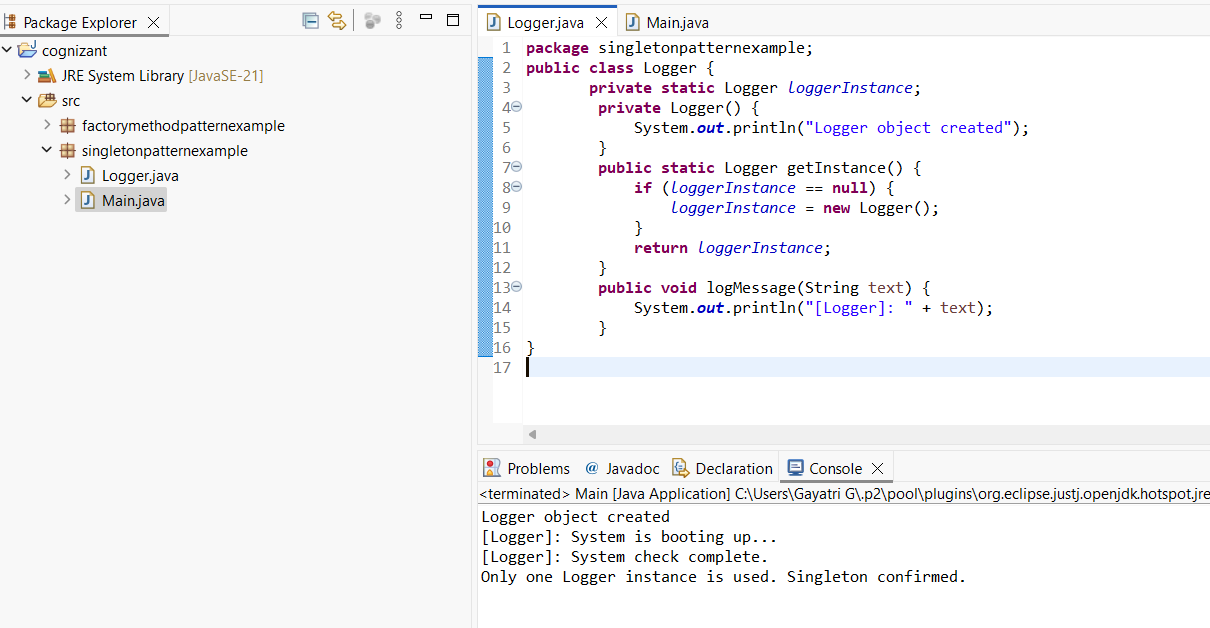 Package Explorer
cognizant
JRE System Library [JavaSE-21]
src
factorymethodpatternexample
singletonpatternexample
Logger.java
Main.java
Logger.java
Main.java
1 package singletonpatternexample;
2 public class Logger {
3 private static Logger loggerInstance;
4 private Logger() {
5 System.out.println("Logger object created");
6 }
7 public static Logger getInstance() {
8 if (loggerInstance == null) {
9 loggerInstance = new Logger();
10 }
11 return loggerInstance;
12 }
13 public void logMessage(String text) {
14 System.out.println("[Logger]: " + text);
15 }
16 }
17
Problems @ Javadoc Declaration Console
<terminated> Main [Java Application] C:\Users\Gayatri G\.p2\pool\plugins\org.eclipse.justj.openjdk.hotspot.jre
Logger object created
[Logger]: System is booting up...
[Logger]: System check complete.
Only one Logger instance is used. Singleton confirmed.